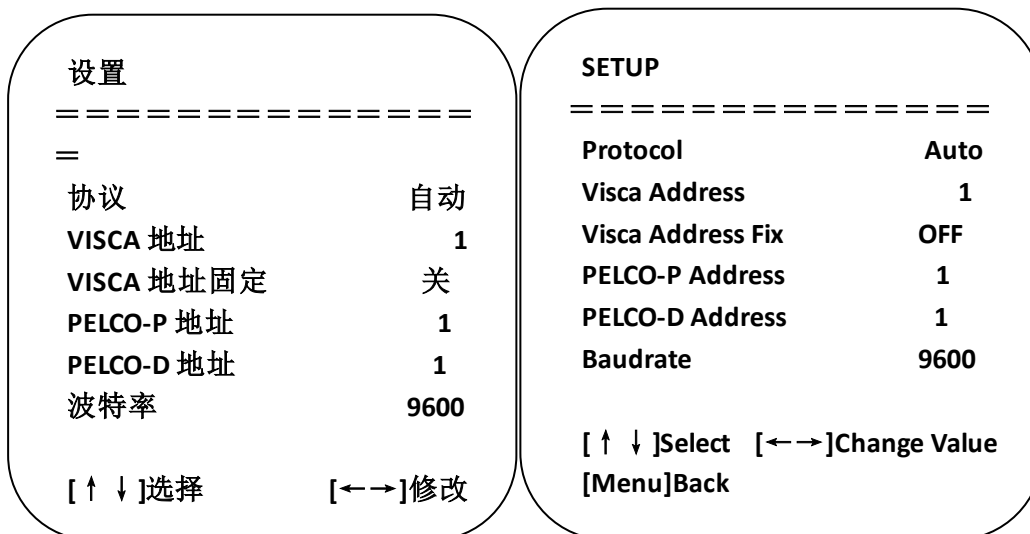 设置
==============
=
协议 自动
VISCA 地址 1
VISCA 地址固定 关
PELCO-P 地址 1
PELCO-D 地址 1
波特率 9600
[↑↓]选择 [←→]修改
SETUP
==============
Protocol Auto
Visca Address 1
Visca Address Fix OFF
PELCO-P Address 1
PELCO-D Address 1
Baudrate 9600
[↑↓]Select [←→]Change Value
[Menu]Back